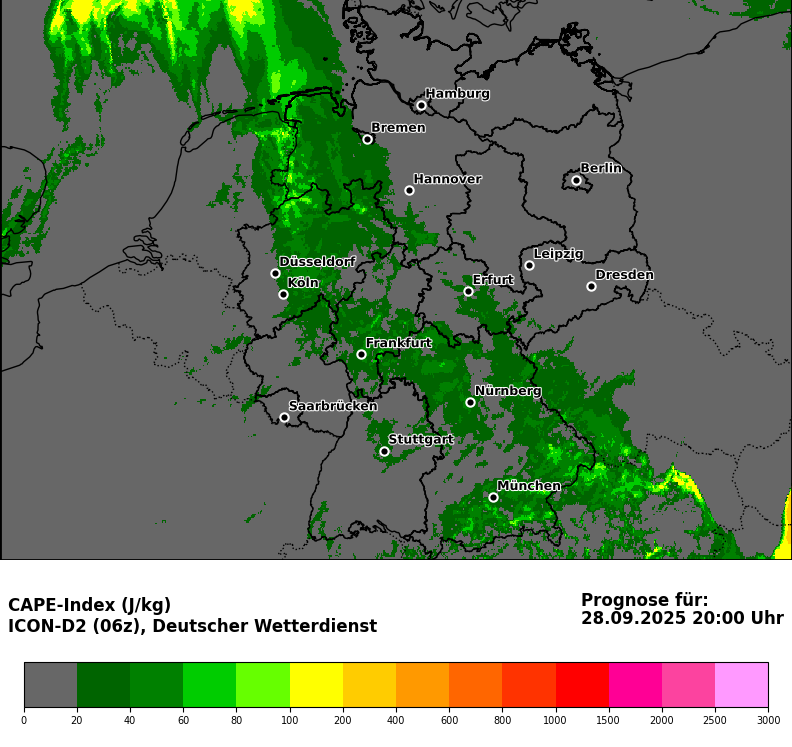 Hamburg
Bremen
Berlin
Hannover
Leipzig
Düsseldorf
Dresden
Köln
Erfurt
Frankfurt
Nürnberg
Saarbrücken
Stuttgart
München
CAPE-Index (J/kg)
ICON-D2 (06z), Deutscher Wetterdienst
Prognose für:
28.09.2025 20:00 Uhr
0 20 40 60 80 100 200 400 600 800 1000 1500 2000 2500 3000